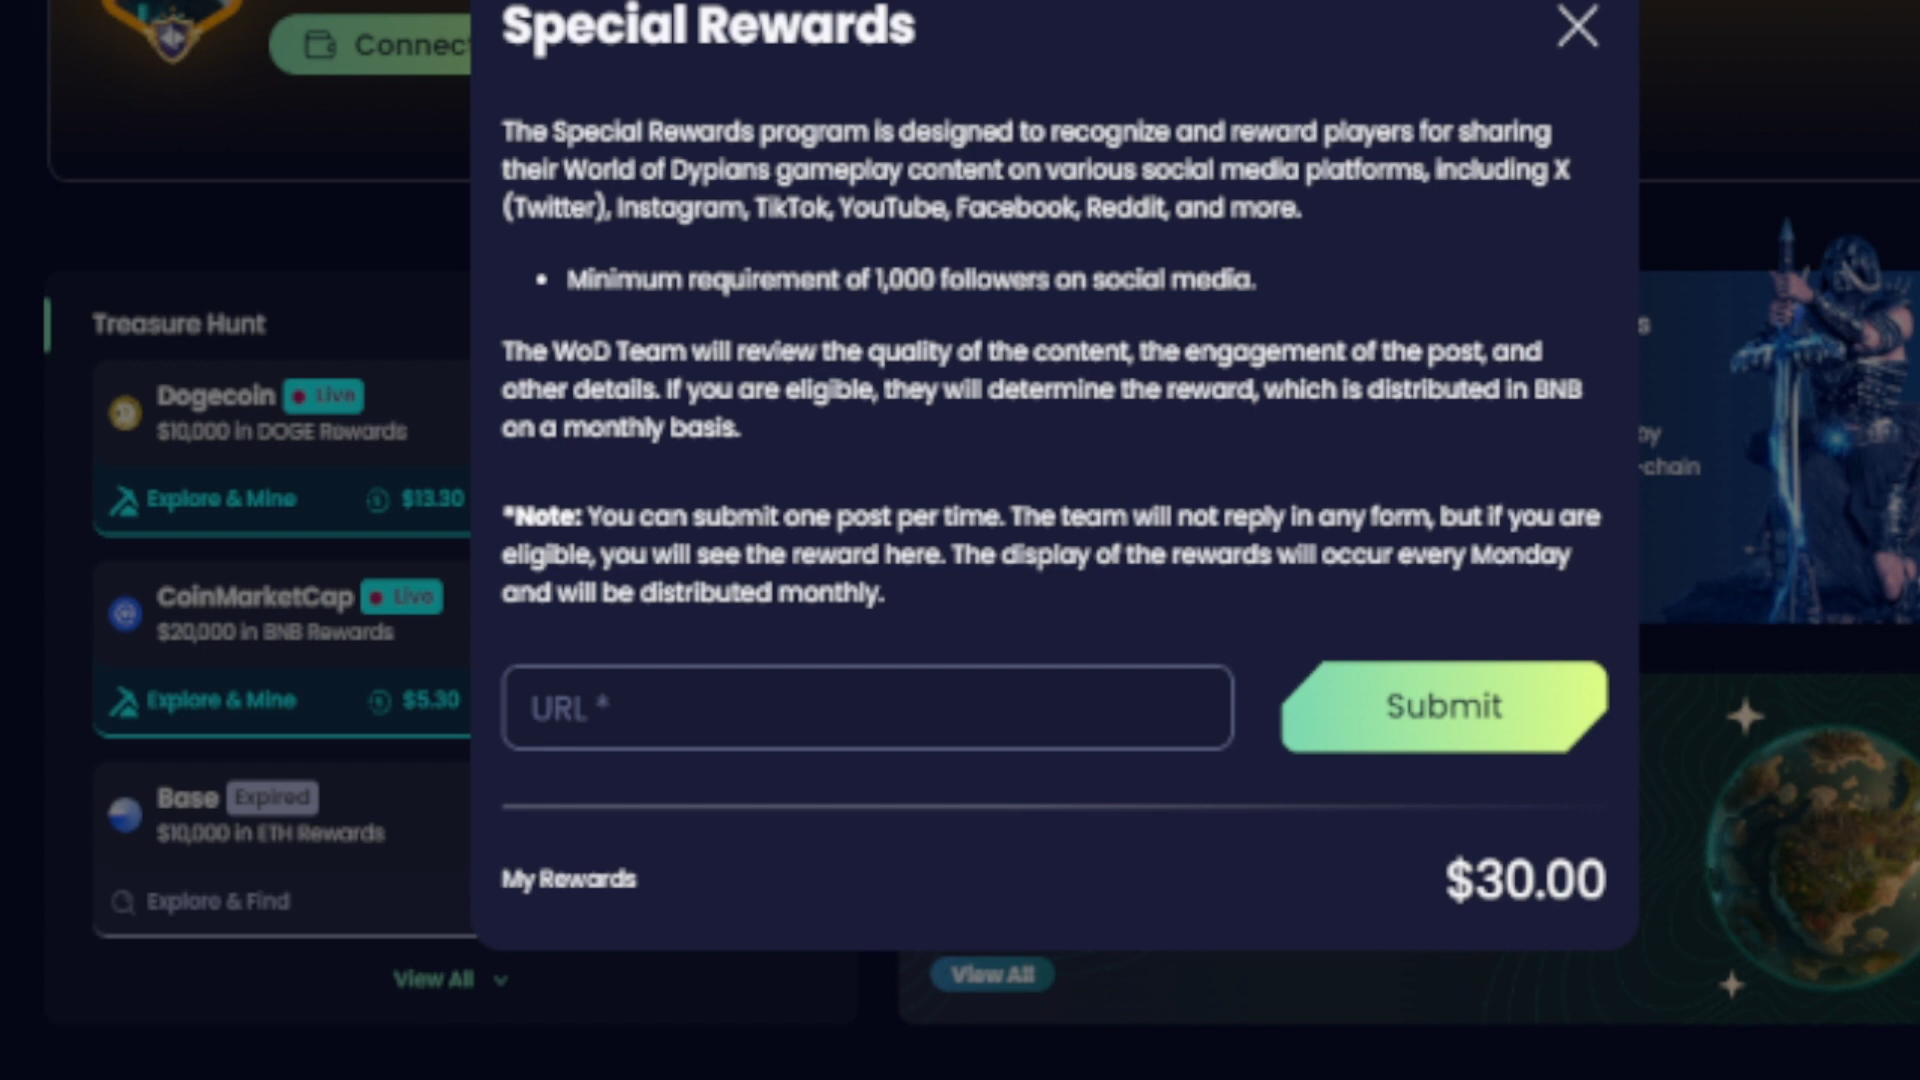 Special Rewards
Connec
The Special Rewards program is designed to recognize and reward players for sharing
their World of Dypians gameplay content on various social media platforms, including X
(Twitter), Instagram, TikTok, YouTube, Facebook, Reddit, and more.
• Minimum requirement of 1,000 followers on social media.
The WoD Team will review the quality of the content, the engagement of the post, and
other details. If you are eligible, they will determine the reward, which is distributed in BNB
on a monthly basis.
*Note: You can submit one post per time. The team will not reply in any form, but if you are
eligible, you will see the reward here. The display of the rewards will occur every Monday
and will be distributed monthly.
URL *
Submit
My Rewards
$30.00
Treasure Hunt
Dogecoin Live
$10,000 in DOGE Rewards
Explore & Mine $13.30
CoinMarketCap Live
$20,000 in BNB Rewards
Explore & Mine $5.30
Base Expired
$10,000 in ETH Rewards
Explore & Find
View All
s
by
-chain
View All